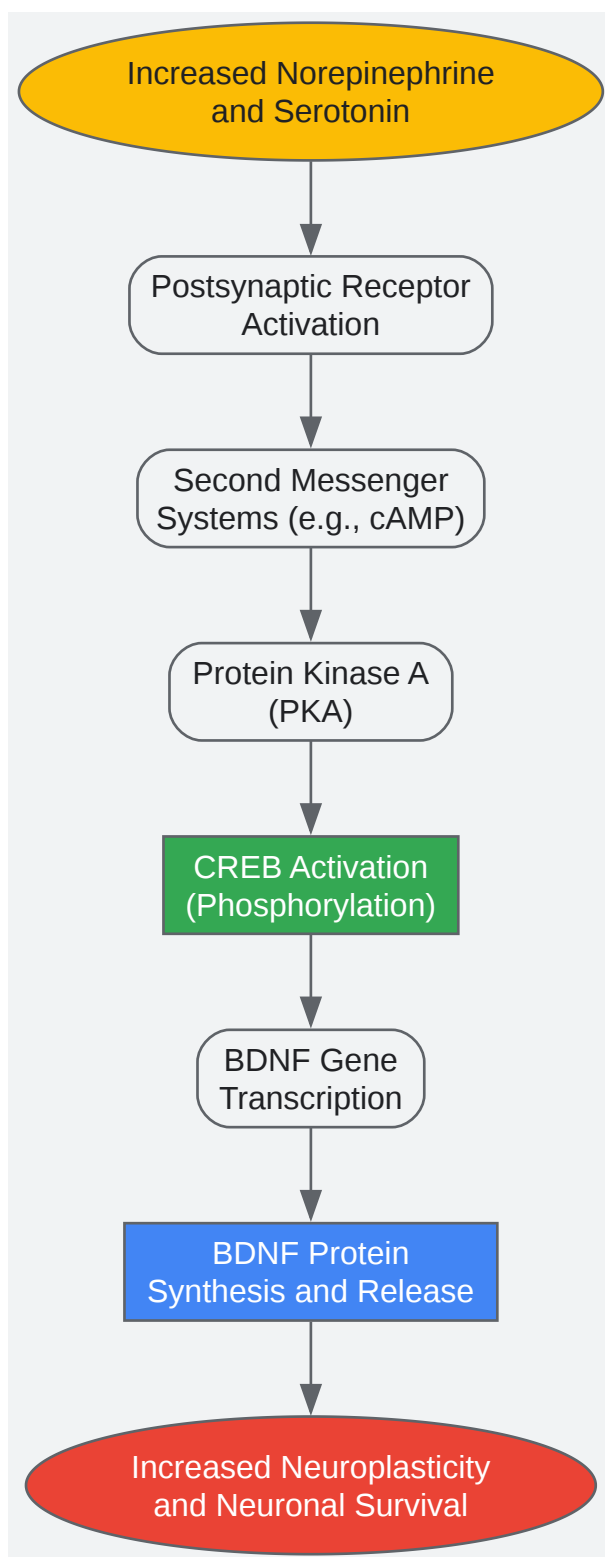 Increased Norepinephrine
and Serotonin
Postsynaptic Receptor
Activation
Second Messenger
Systems (e.g., cAMP)
Protein Kinase A
(PKA)
CREB Activation
(Phosphorylation)
BDNF Gene
Transcription
BDNF Protein
Synthesis and Release
Increased Neuroplasticity
and Neuronal Survival